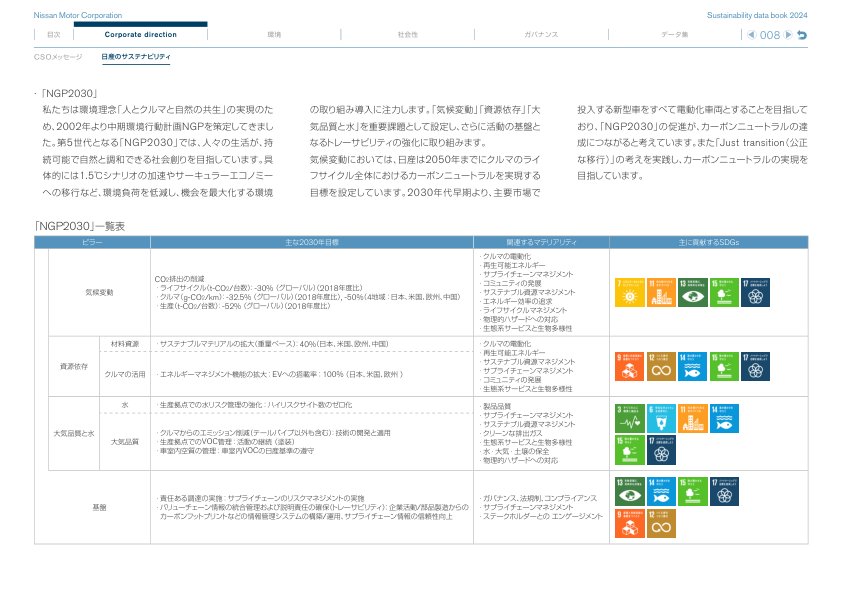 Nissan Motor Corporation
Sustainability data book 2024
目次
Corporate direction
環境
社会性
ガバナンス
データ集
008
CSOメッセージ
日産のサステナビリティ
・「NGP2030」
私たちは環境理念「人とクルマと自然の共生」の実現のた
め、2002年より中期環境行動計画NGPを策定してきまし
た。第5世代となる「NGP2030」では、人々の生活が、持
続可能で自然と調和できる社会創りを目指しています。具
体的には1.5℃シナリオの加速やサーキュラーエコノミー
への移行など、環境負荷を低減し、機会を最大化する環境
の取り組み導入に注力します。「気候変動」「資源依存」「大
気品質と水」を重要課題として設定し、さらに活動の基盤と
なるトレーサビリティの強化に取り組みます。
気候変動においては、日産は2050年までにクルマのライ
フサイクル全体におけるカーボンニュートラルを実現する
目標を設定しています。2030年代早期より、主要市場で
投入する新型車をすべて電動化車両とすることを目指して
おり、「NGP2030」の促進が、カーボンニュートラルの達
成につながると考えています。また「Just transition（公正
な移行）」の考えを実践し、カーボンニュートラルの実現を
目指しています。
「NGP2030」一覧表
ピラー
主な2030年目標
関連するマテリアリティ
主に貢献するSDGs
気候変動
CO2排出の削減
・ライフサイクル(t-CO2/台数)：-30% （グローバル）（2018年度比）
・クルマ(g-CO2/km)：-32.5% （グローバル）（2018年度比）, -50%（4地域：日本、米国、欧州、中国）
・生産(t-CO2/台数)：-52% （グローバル）（2018年度比）
・クルマの電動化
・再生可能エネルギー
・サプライチェーンマネジメント
・コミュニティの発展
・サステナブル資源マネジメント
・エネルギー効率の追求
・ライフサイクルマネジメント
・物理的ハザードへの対応
・生態系サービスと生物多様性
7
11
13
15
17
資源依存
材料資源
・サステナブルマテリアルの拡大（重量ベース）：40%（日本、米国、欧州、中国）
クルマの活用
・エネルギーマネジメント機能の拡大：EVへの搭載率：100% （日本、米国、欧州 ）
・クルマの電動化
・再生可能エネルギー
・サステナブル資源マネジメント
・サプライチェーンマネジメント
・コミュニティの発展
・生態系サービスと生物多様性
9
12
14
15
17
大気品質と水
水
・生産拠点での水リスク管理の強化：ハイリスクサイト数のゼロ化
大気品質
・クルマからのエミッション削減（テールパイプ以外も含む）：技術の開発と適用
・生産拠点でのVOC管理：活動の継続 （塗装）
・車室内空質の管理：車室内VOCの日産基準の遵守
・製品品質
・サプライチェーンマネジメント
・サステナブル資源マネジメント
・クリーンな排出ガス
・生態系サービスと生物多様性
・水・大気・土壌の保全
・物理的ハザードへの対応
3
6
11
14
15
17
基盤
・責任ある調達の実施：サプライチェーンのリスクマネジメントの実施
・バリューチェーン情報の統合管理および説明責任の確保（トレーサビリティ）：企業活動/部品製造からの
カーボンフットプリントなどの情報管理システムの構築/運用、サプライチェーン情報の信頼性向上
・ガバナンス、法規制、コンプライアンス
・サプライチェーンマネジメント
・ステークホルダーとの エンゲージメント
13
14
15
17
9
12